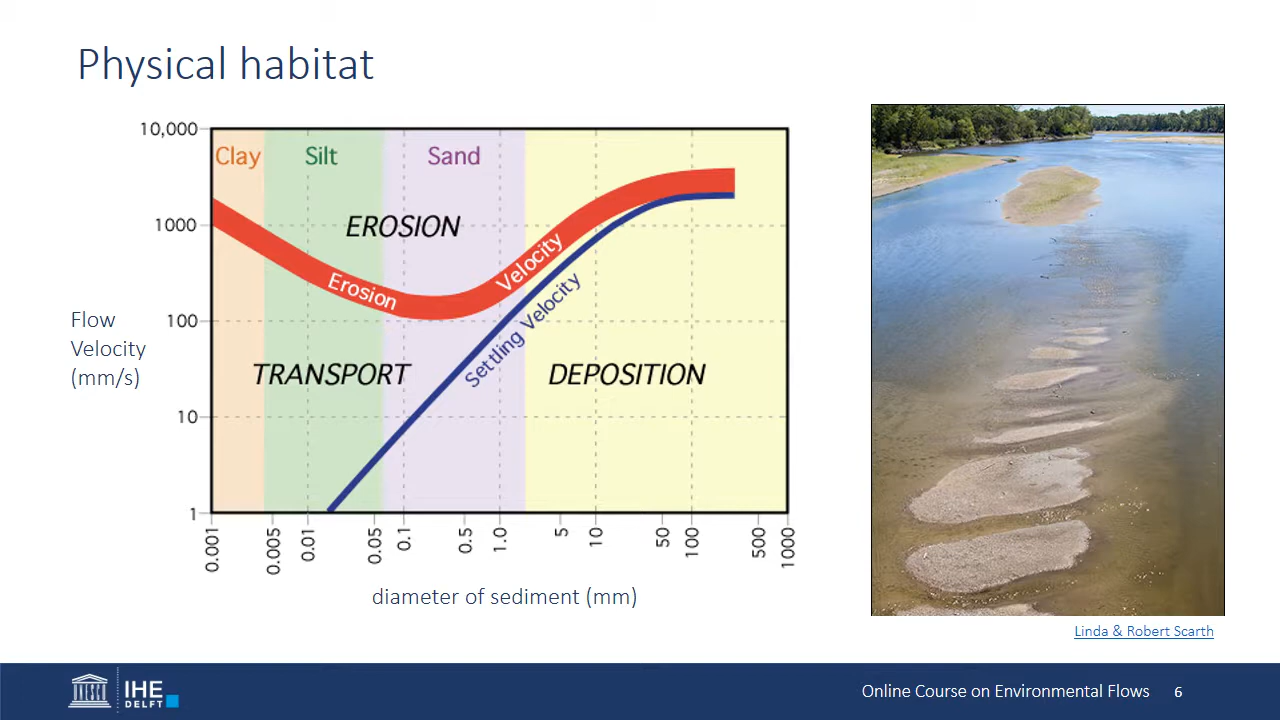 Physical habitat
10,000
1000
100
10
1
Flow
Velocity
(mm/s)
Clay
Silt
Sand
EROSION
Erosion
Velocity
Settling Velocity
TRANSPORT
DEPOSITION
0.001
0.005
0.01
0.05
0.1
0.5
1.0
5
10
50
100
500
1000
diameter of sediment (mm)
Linda & Robert Scarth
UNESCO
IHE
DELFT
Online Course on Environmental Flows 6